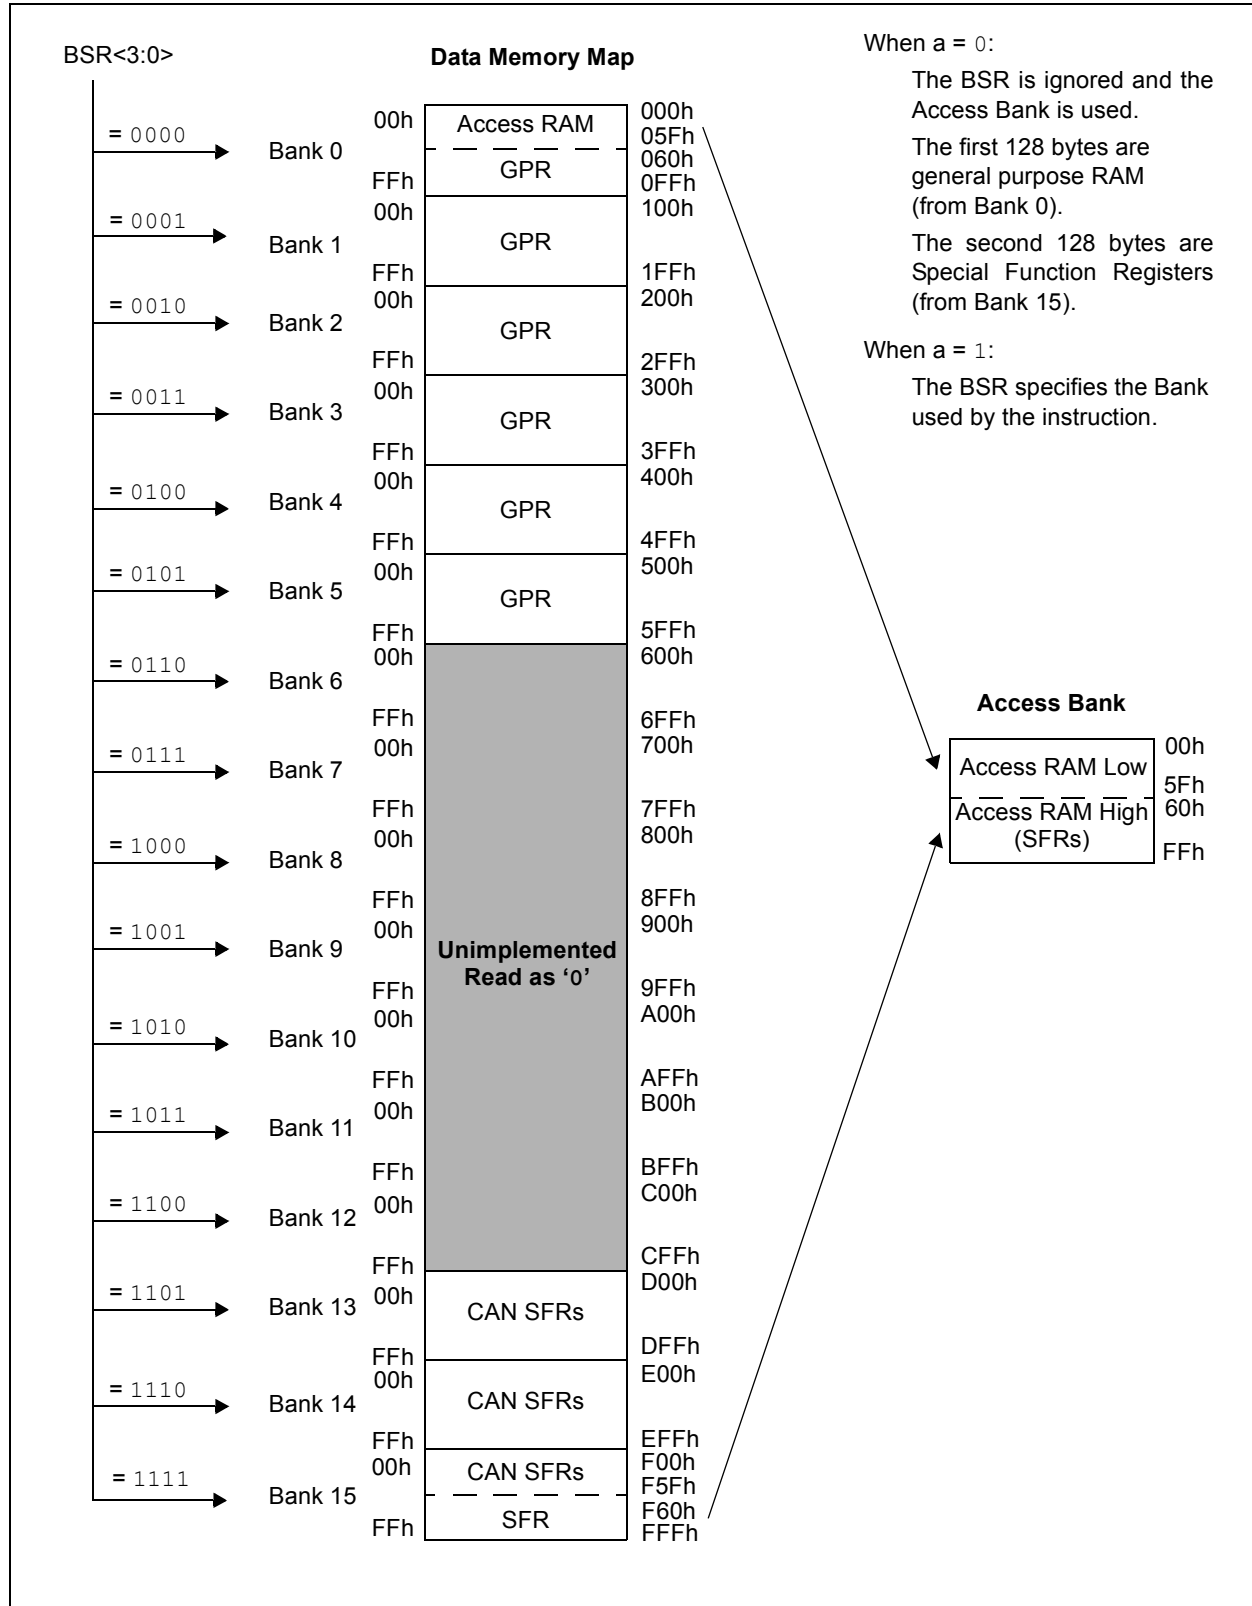 BSR<3:0>
Data Memory Map
When a = 0:
The BSR is ignored and the
Access Bank is used.
The first 128 bytes are
general purpose RAM
(from Bank 0).
The second 128 bytes are
Special Function Registers
(from Bank 15).
When a = 1:
The BSR specifies the Bank
used by the instruction.
= 0000
Bank 0
00h
FFh
Access RAM
GPR
000h
05Fh
060h
0FFh
= 0001
Bank 1
00h
FFh
GPR
100h
1FFh
= 0010
Bank 2
00h
FFh
GPR
200h
2FFh
= 0011
Bank 3
00h
FFh
GPR
300h
3FFh
= 0100
Bank 4
00h
FFh
GPR
400h
4FFh
= 0101
Bank 5
00h
FFh
GPR
500h
5FFh
= 0110
Bank 6
00h
FFh
600h
6FFh
= 0111
Bank 7
00h
FFh
700h
7FFh
= 1000
Bank 8
00h
FFh
800h
8FFh
= 1001
Bank 9
00h
FFh
Unimplemented
Read as ‘0’
900h
9FFh
= 1010
Bank 10
00h
FFh
A00h
AFFh
= 1011
Bank 11
00h
FFh
B00h
BFFh
= 1100
Bank 12
00h
FFh
C00h
CFFh
= 1101
Bank 13
00h
FFh
CAN SFRs
D00h
DFFh
= 1110
Bank 14
00h
FFh
CAN SFRs
E00h
EFFh
= 1111
Bank 15
00h
FFh
CAN SFRs
SFR
F00h
F5Fh
F60h
FFFh
Access Bank
Access RAM Low
Access RAM High
(SFRs)
00h
5Fh
60h
FFh